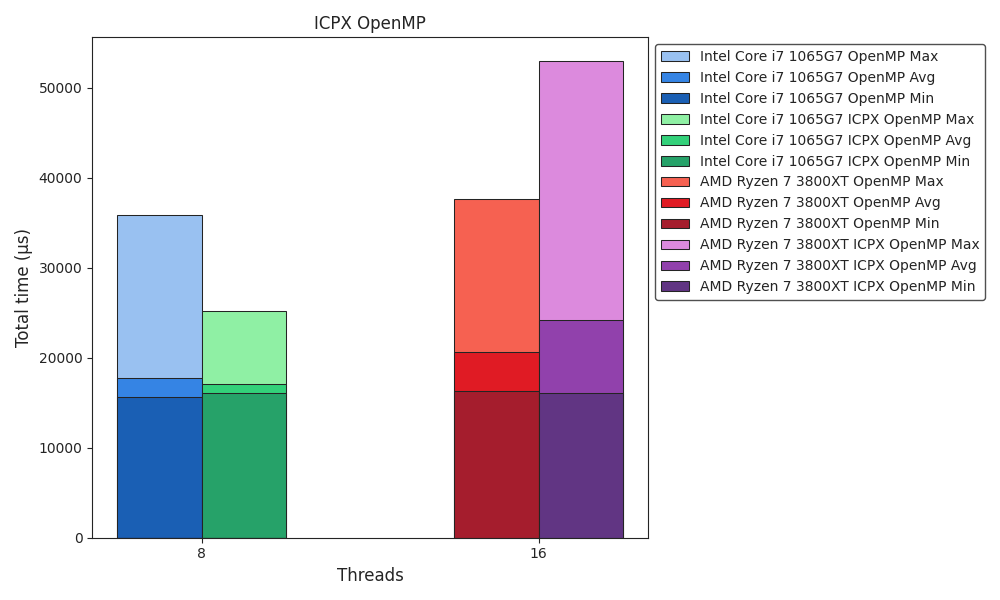 ICPX OpenMP
Total time (µs)
50000
40000
30000
20000
10000
0
8
16
Threads
Intel Core i7 1065G7 OpenMP Max
Intel Core i7 1065G7 OpenMP Avg
Intel Core i7 1065G7 OpenMP Min
Intel Core i7 1065G7 ICPX OpenMP Max
Intel Core i7 1065G7 ICPX OpenMP Avg
Intel Core i7 1065G7 ICPX OpenMP Min
AMD Ryzen 7 3800XT OpenMP Max
AMD Ryzen 7 3800XT OpenMP Avg
AMD Ryzen 7 3800XT OpenMP Min
AMD Ryzen 7 3800XT ICPX OpenMP Max
AMD Ryzen 7 3800XT ICPX OpenMP Avg
AMD Ryzen 7 3800XT ICPX OpenMP Min